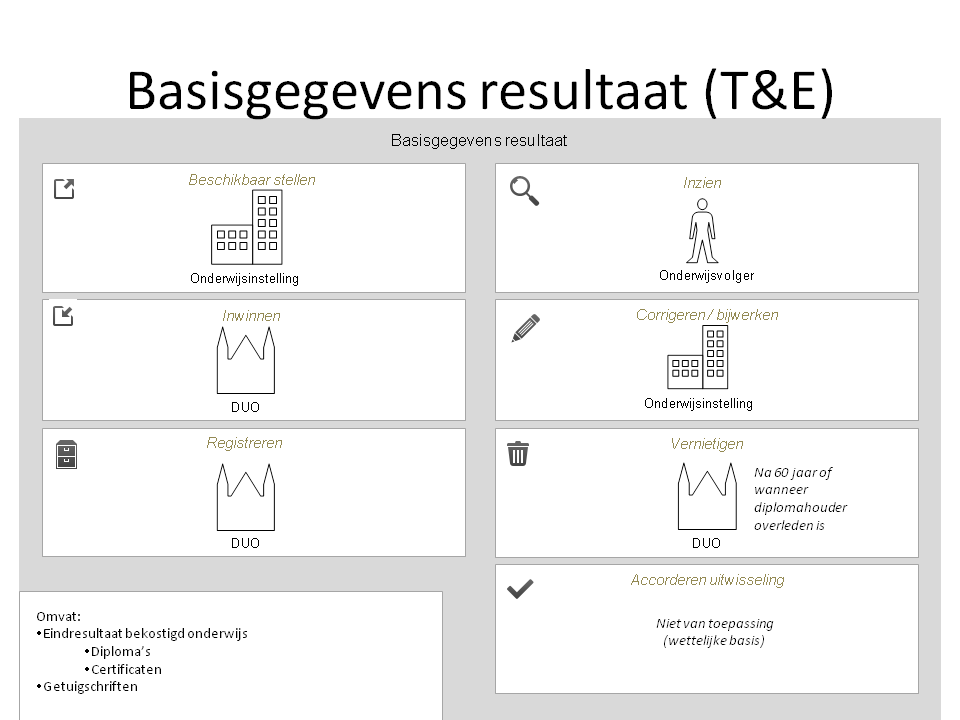 Basisgegevens resultaat (T&E)
Basisgegevens resultaat
Beschikbaar stellen
Onderwijsinstelling
Inwinnen
DUO
Registreren
DUO
Omvat:
•Eindresultaat bekostigd onderwijs
•Diploma's
•Certificaten
•Getuigschriften
Inzien
Onderwijsvolger
Corrigeren / bijwerken
Onderwijsinstelling
Vernietigen
Na 60 jaar of
wanneer
diplomahouder
overleden is
DUO
Accorderen uitwisseling
Niet van toepassing
(wettelijke basis)